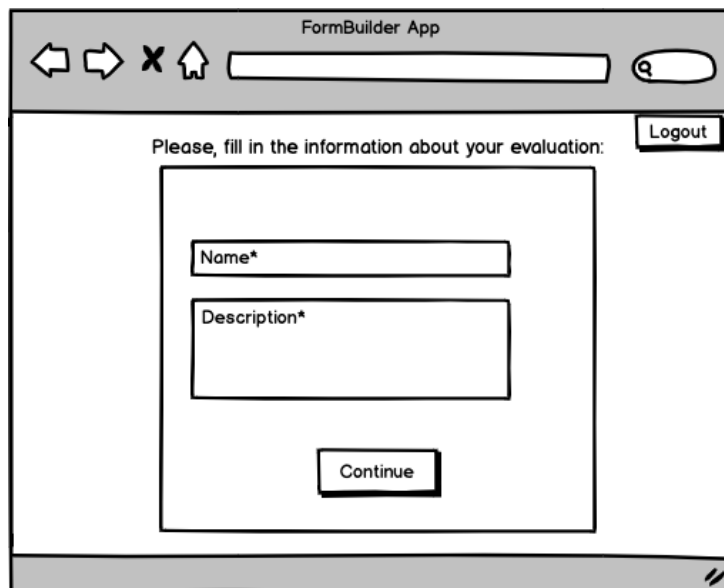 FormBuilder App
Logout
Please, fill in the information about your evaluation:
Name*
Description*
Continue